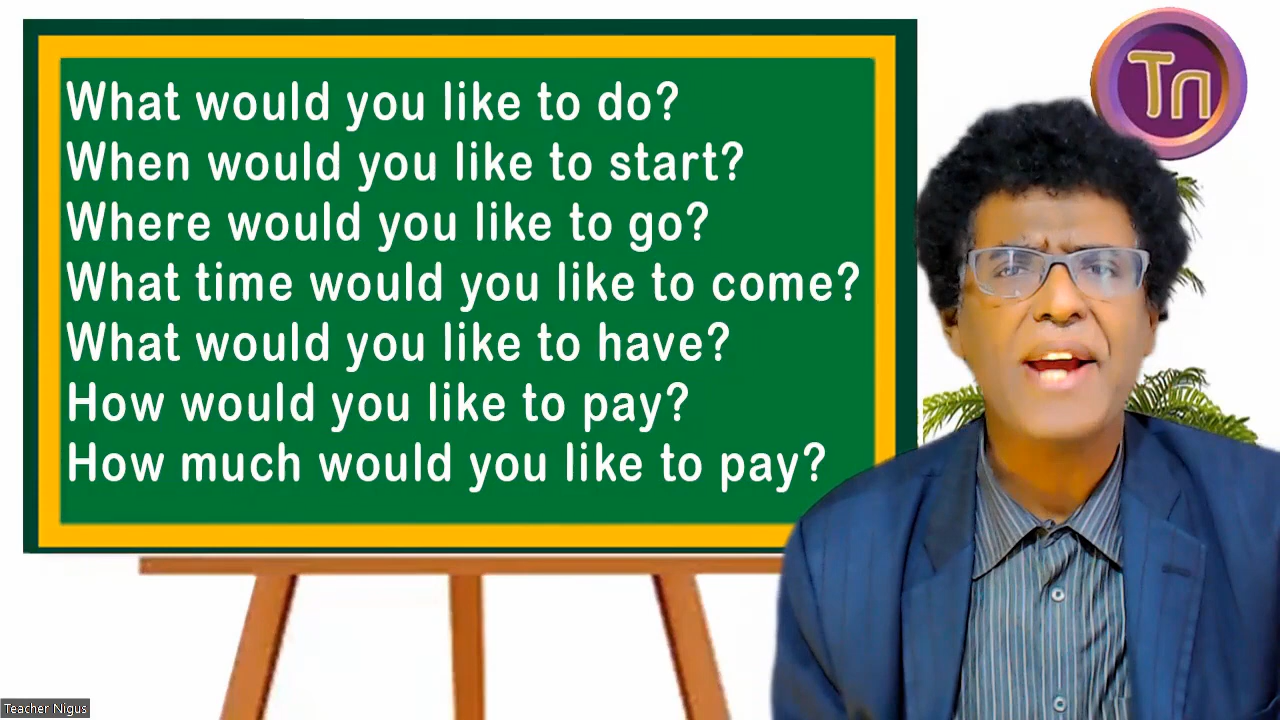 What would you like to do?
When would you like to start?
Where would you like to go?
What time would you like to come?
What would you like to have?
How would you like to pay?
How much would you like to pay?
Tn
Teacher Nigus